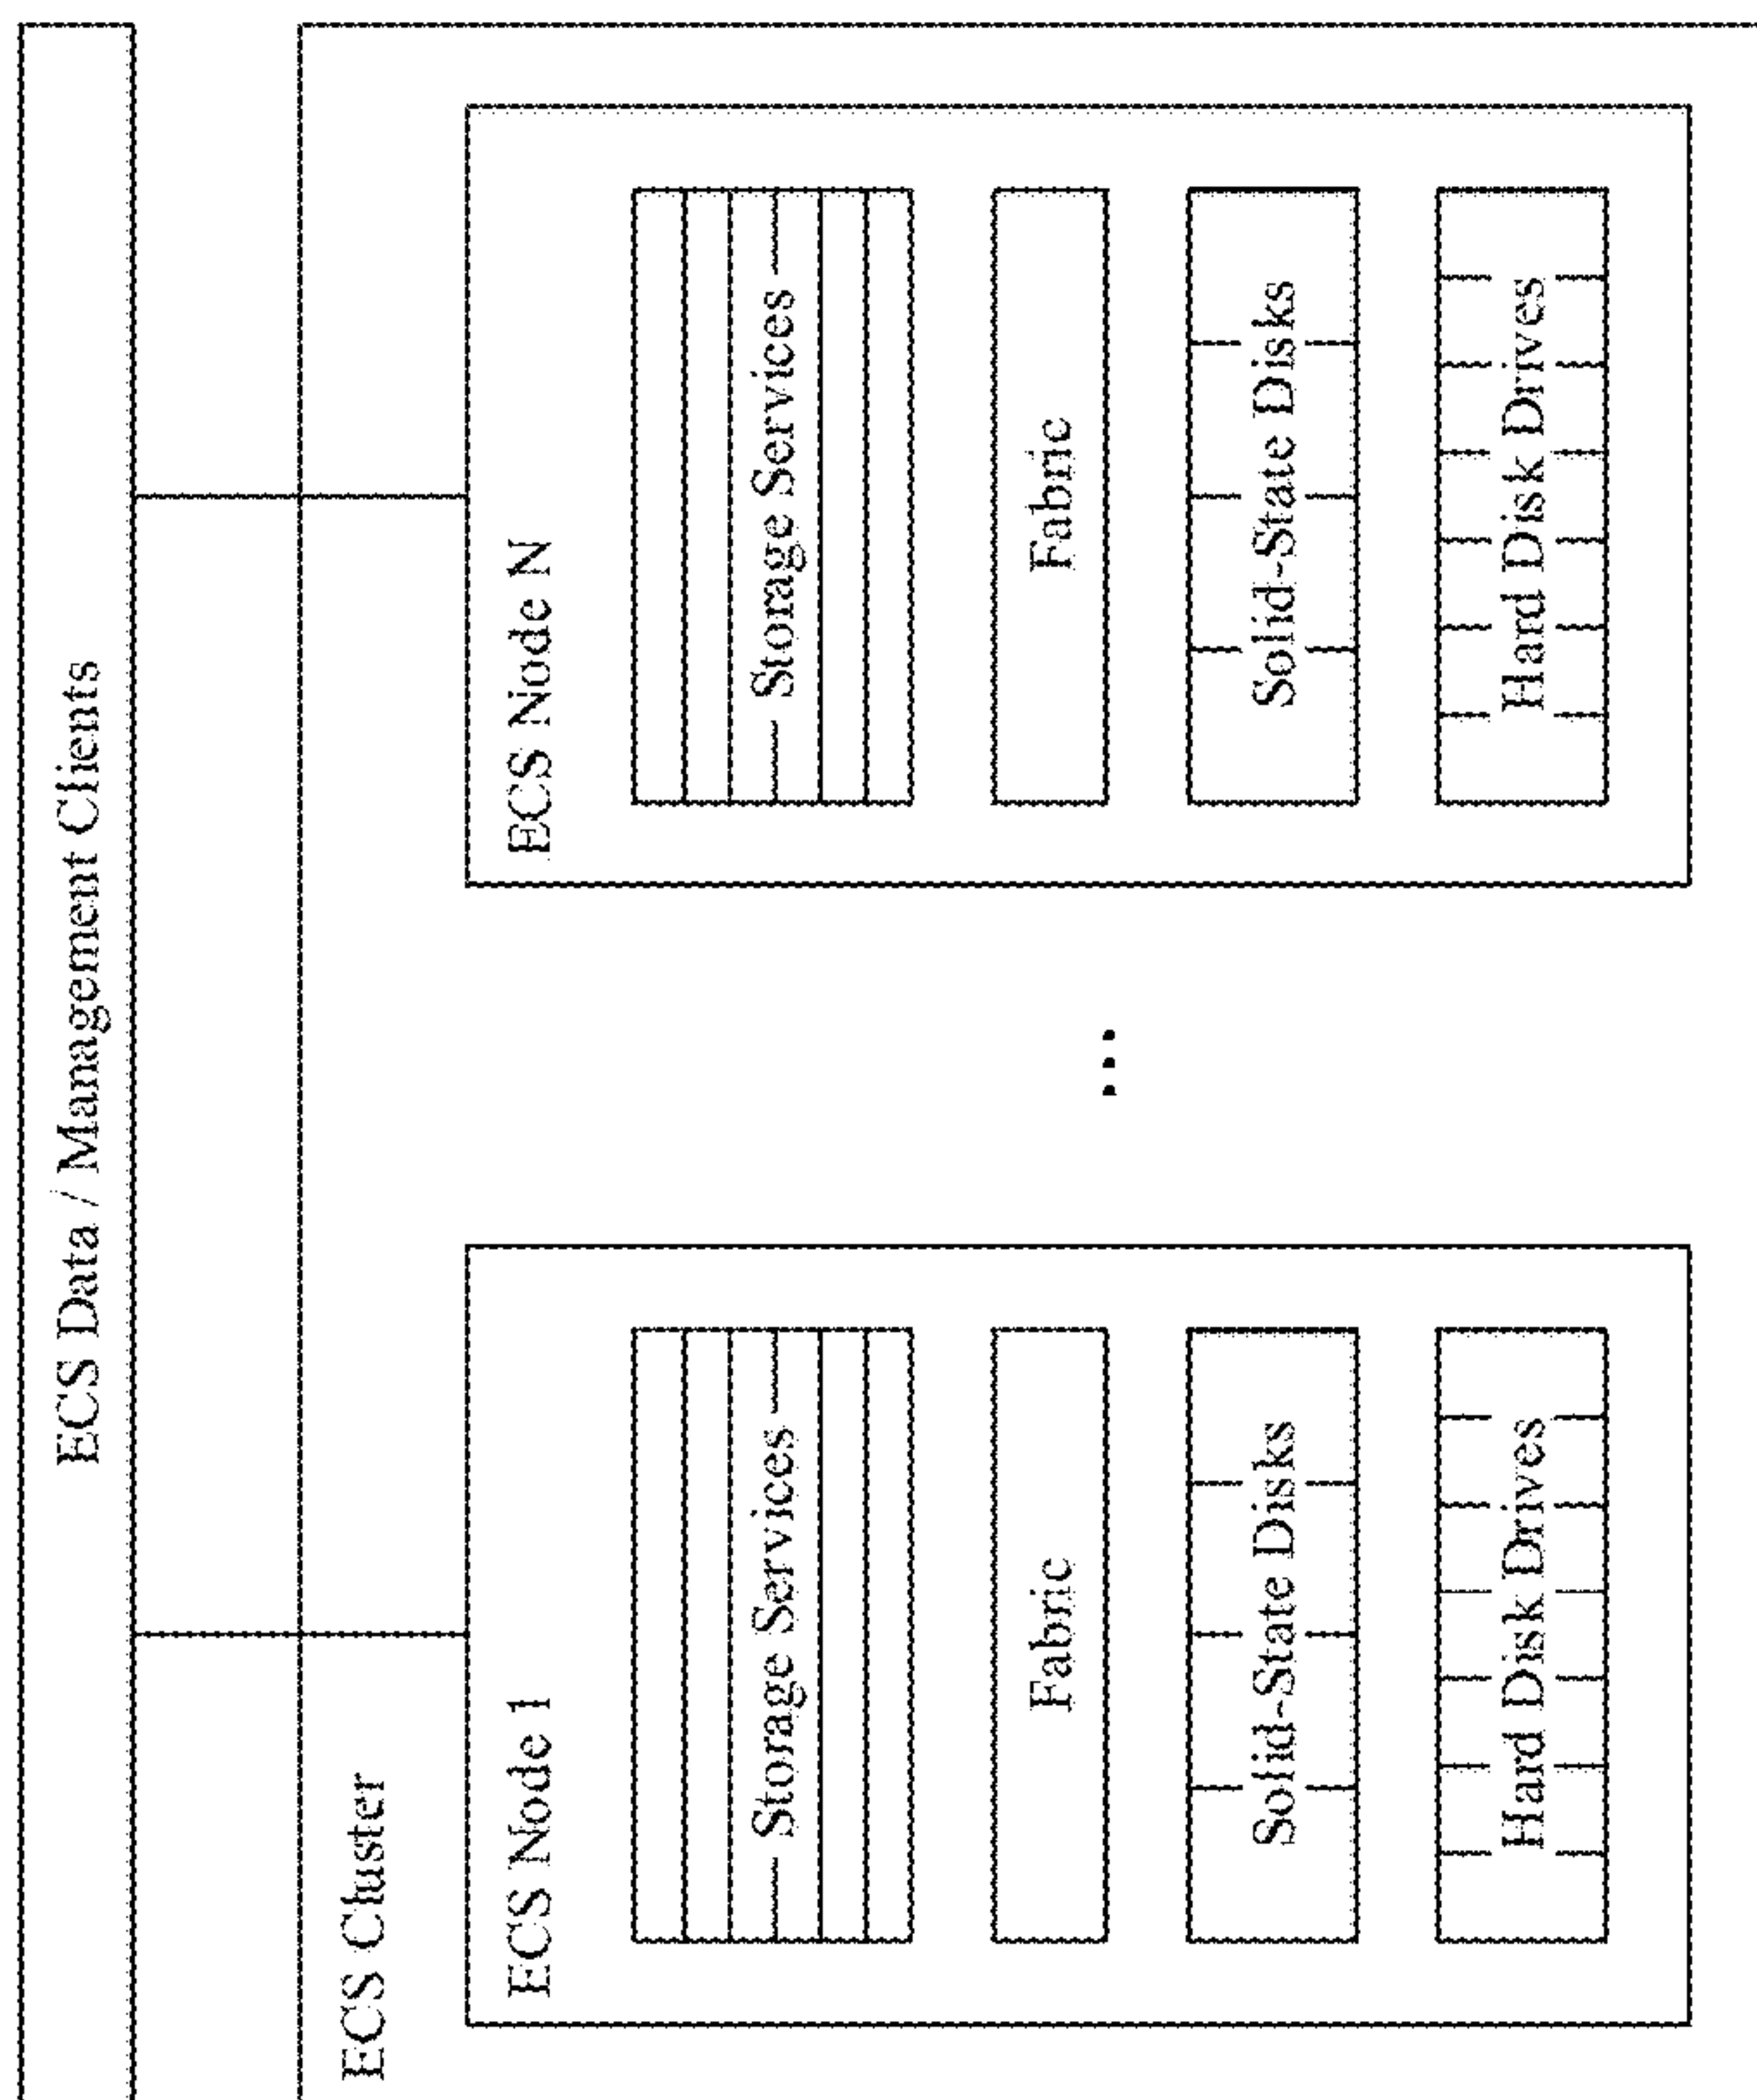 ECS Data / Management Clients
ECS Cluster
ECS Node 1
Storage Services
Fabric
Solid-State Disks
Hard Disk Drives
...
ECS Node N
Storage Services
Fabric
Solid-State Disks
Hard Disk Drives